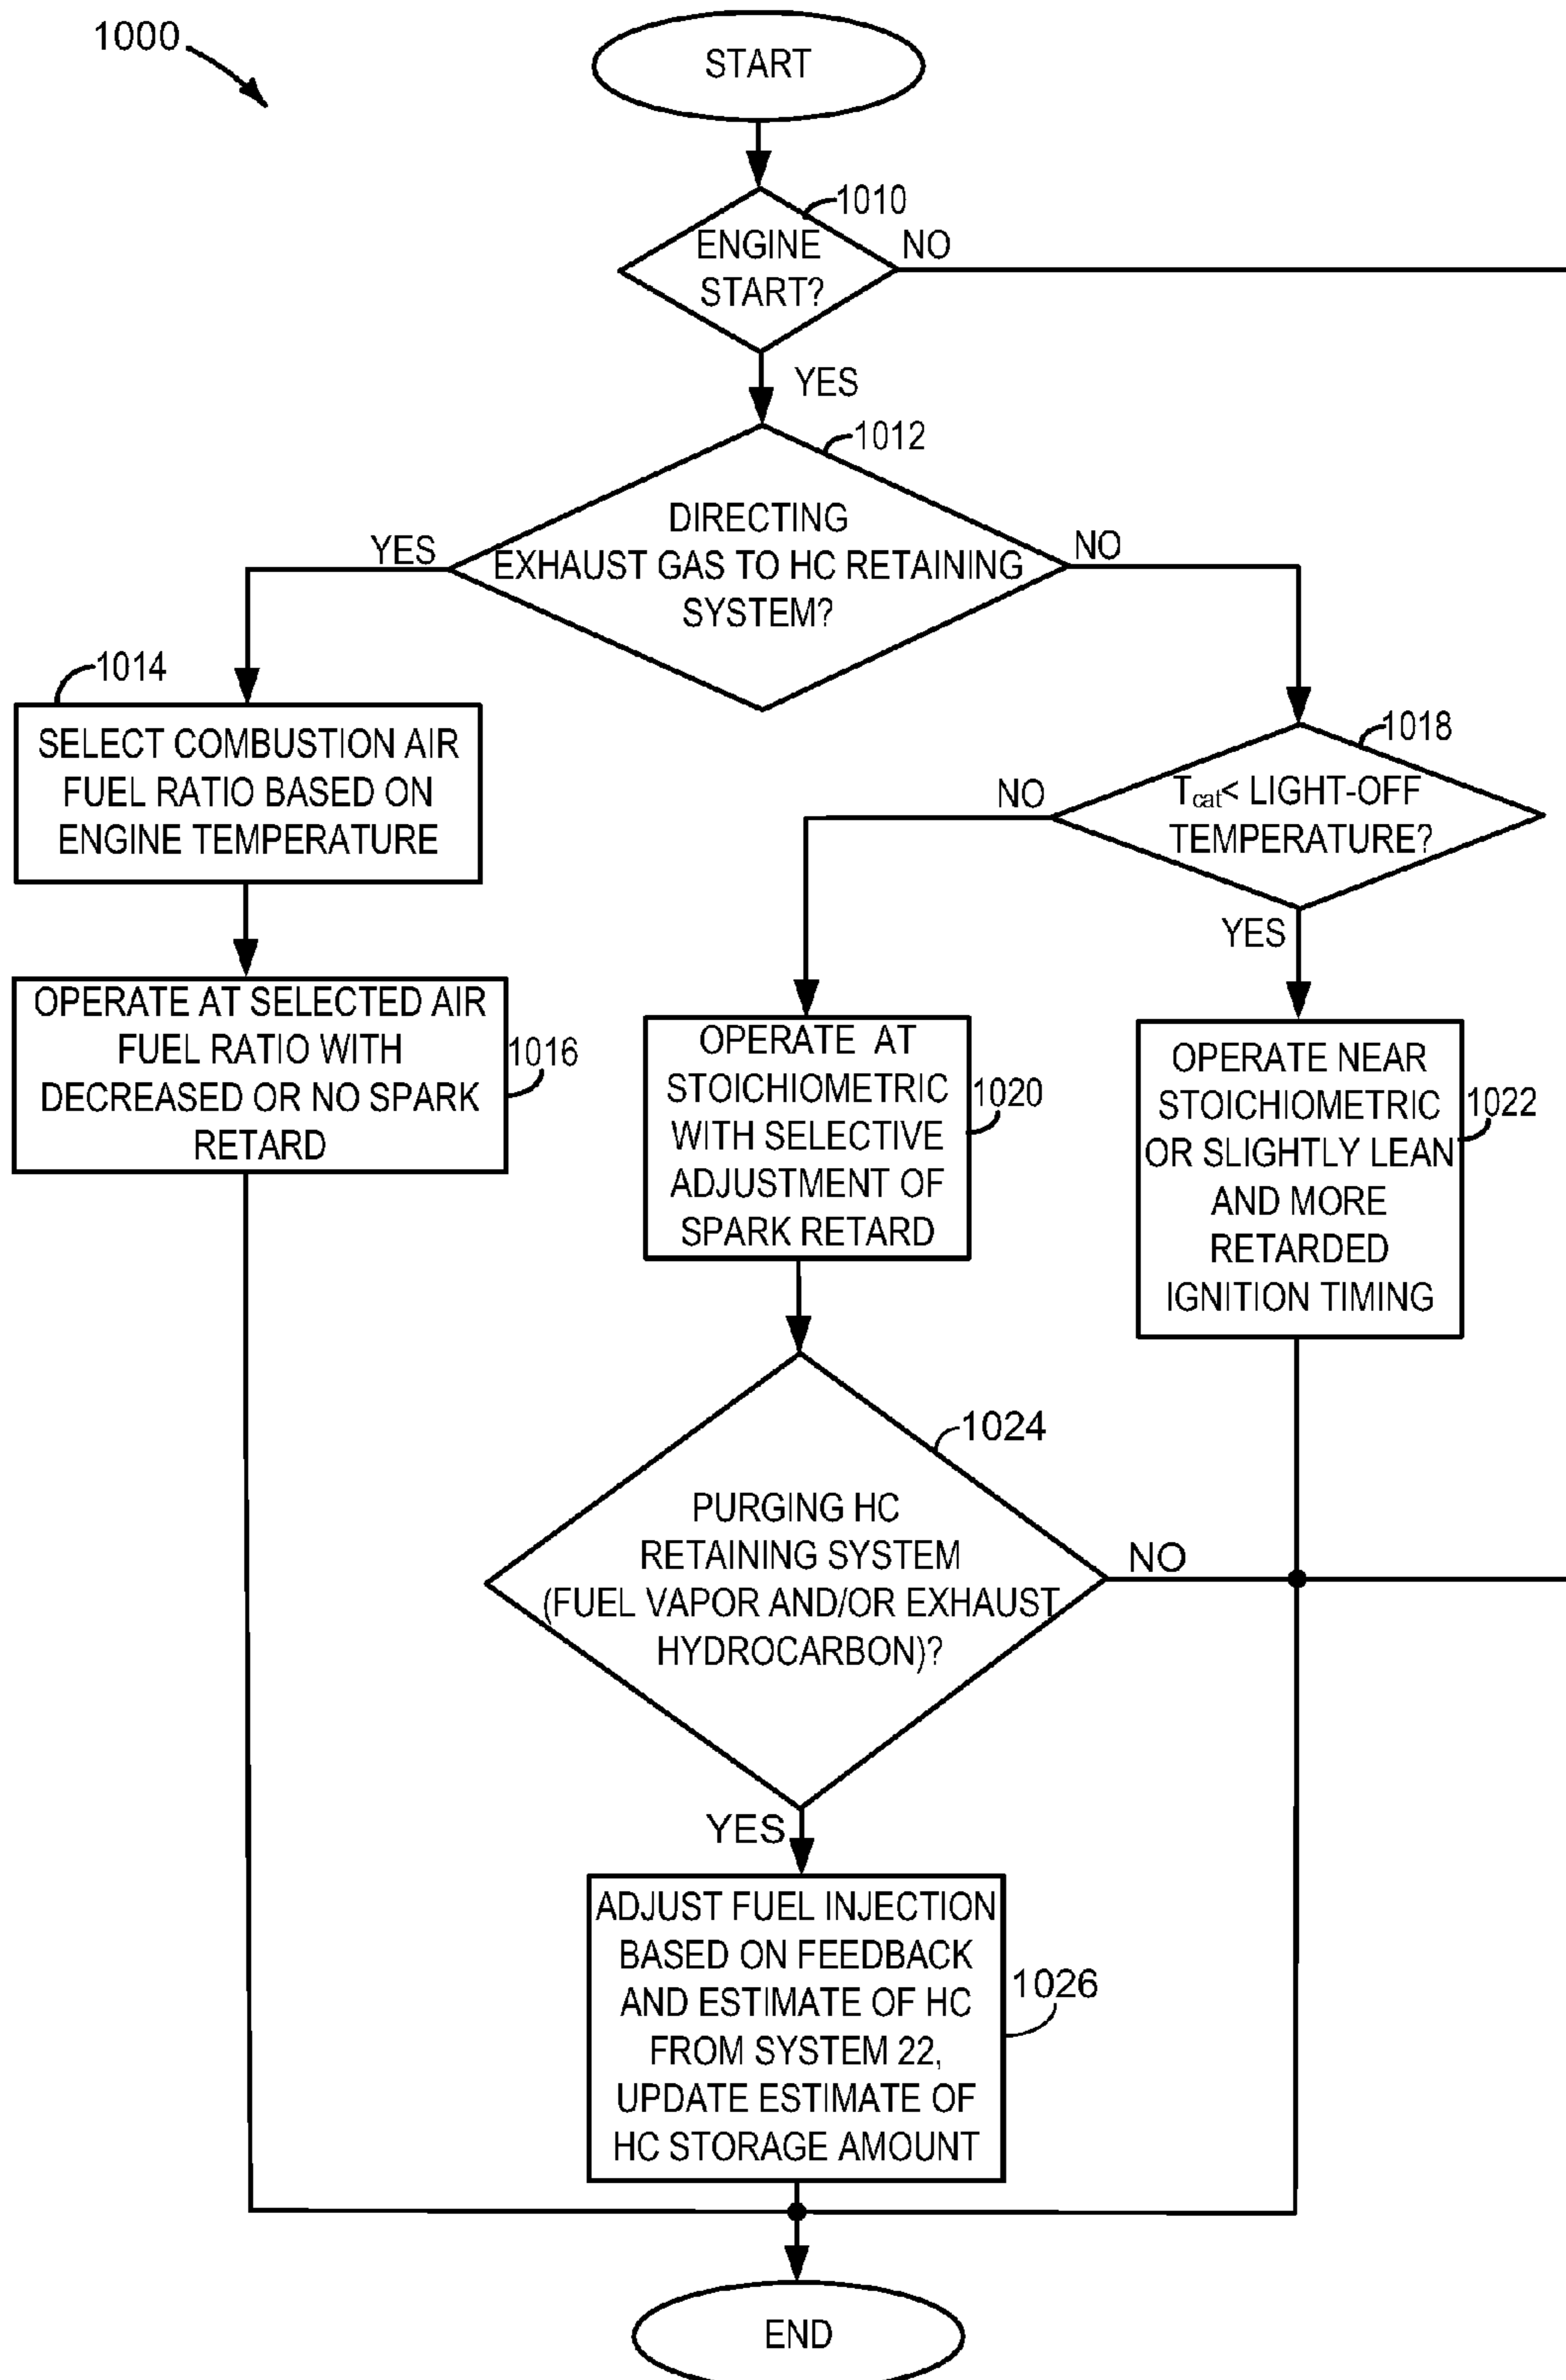 1000
START
1010
ENGINE
START?
NO
YES
1012
DIRECTING
EXHAUST GAS TO HC RETAINING
SYSTEM?
YES
NO
1014
SELECT COMBUSTION AIR
FUEL RATIO BASED ON
ENGINE TEMPERATURE
1018
Tcat< LIGHT-OFF
TEMPERATURE?
NO
YES
OPERATE AT SELECTED AIR
FUEL RATIO WITH
DECREASED OR NO SPARK
RETARD
1016
OPERATE AT
STOICHIOMETRIC
WITH SELECTIVE
ADJUSTMENT OF
SPARK RETARD
1020
OPERATE NEAR
STOICHIOMETRIC
OR SLIGHTLY LEAN
AND MORE
RETARDED
IGNITION TIMING
1022
1024
PURGING HC
RETAINING SYSTEM
(FUEL VAPOR AND/OR EXHAUST
HYDROCARBON)?
NO
YES
ADJUST FUEL INJECTION
BASED ON FEEDBACK
AND ESTIMATE OF HC
FROM SYSTEM 22,
UPDATE ESTIMATE OF
HC STORAGE AMOUNT
1026
END